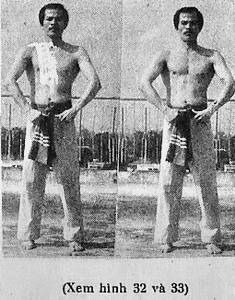 (Xem hình 32 và 33)